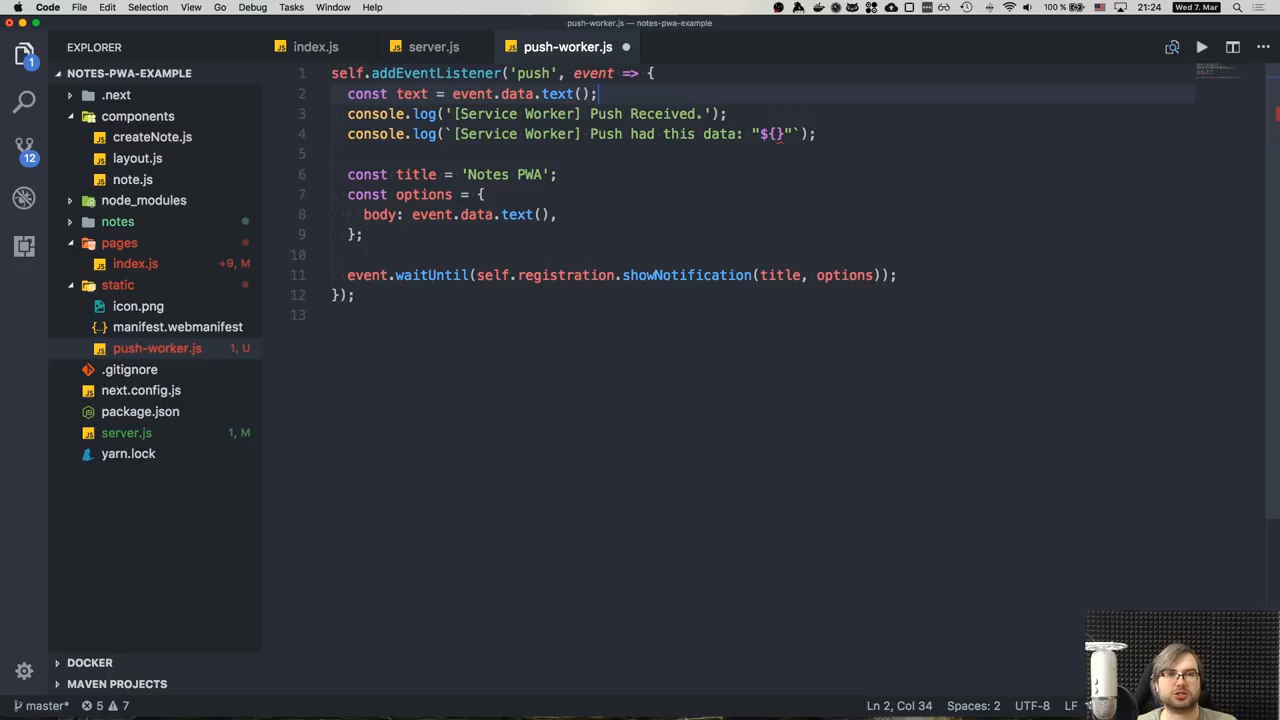 Code File Edit Selection View Go Debug Tasks Window Help 100 % 21:24 Wed 7. Mar
push-worker.js — notes-pwa-example
EXPLORER
index.js server.js push-worker.js
NOTES-PWA-EXAMPLE
.next
components
createNote.js
layout.js
note.js
node_modules
notes
pages
index.js +9, M
static
icon.png
{..} manifest.webmanifest
push-worker.js 1, U
.gitignore
next.config.js
package.json
server.js 1, M
yarn.lock
DOCKER
MAVEN PROJECTS
1
12
1 self.addEventListener('push', event => {
2 const text = event.data.text();
3 console.log('[Service Worker] Push Received.');
4 console.log(`[Service Worker] Push had this data: "${}"`);
5
6 const title = 'Notes PWA';
7 const options = {
8 body: event.data.text(),
9 };
10
11 event.waitUntil(self.registration.showNotification(title, options));
12 });
13
master* 5 7 Ln 2, Col 34 Spaces: 2 UTF-8 LF